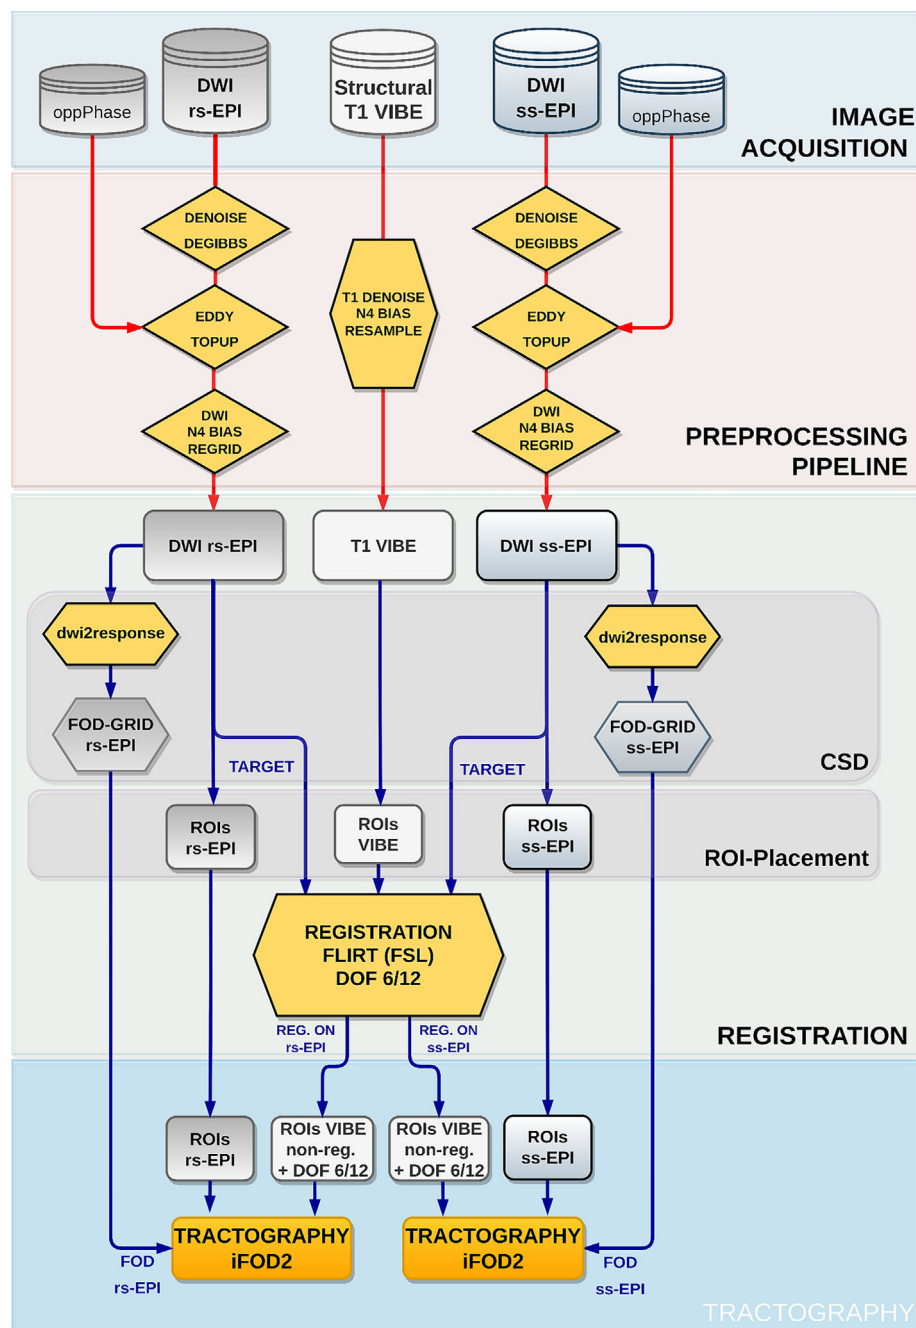 oppPhase
DWI
rs-EPI
Structural
T1 VIBE
DWI
ss-EPI
oppPhase
IMAGE
ACQUISITION
DENOISE
DEGIBBS
DENOISE
DEGIBBS
T1 DENOISE
N4 BIAS
RESAMPLE
EDDY
TOPUP
EDDY
TOPUP
DWI
N4 BIAS
REGRID
DWI
N4 BIAS
REGRID
PREPROCESSING
PIPELINE
DWI rs-EPI
T1 VIBE
DWI ss-EPI
dwi2response
dwi2response
FOD-GRID
rs-EPI
FOD-GRID
ss-EPI
TARGET
TARGET
CSD
ROIs
rs-EPI
ROIs
VIBE
ROIs
ss-EPI
ROI-Placement
REGISTRATION
FLIRT (FSL)
DOF 6/12
REG. ON
rs-EPI
REG. ON
ss-EPI
REGISTRATION
ROIs
rs-EPI
ROIs VIBE
non-reg.
+ DOF 6/12
ROIs VIBE
non-reg.
+ DOF 6/12
ROIs
ss-EPI
TRACTOGRAPHY
iFOD2
TRACTOGRAPHY
iFOD2
FOD
rs-EPI
FOD
ss-EPI
TRACTOGRAPHY